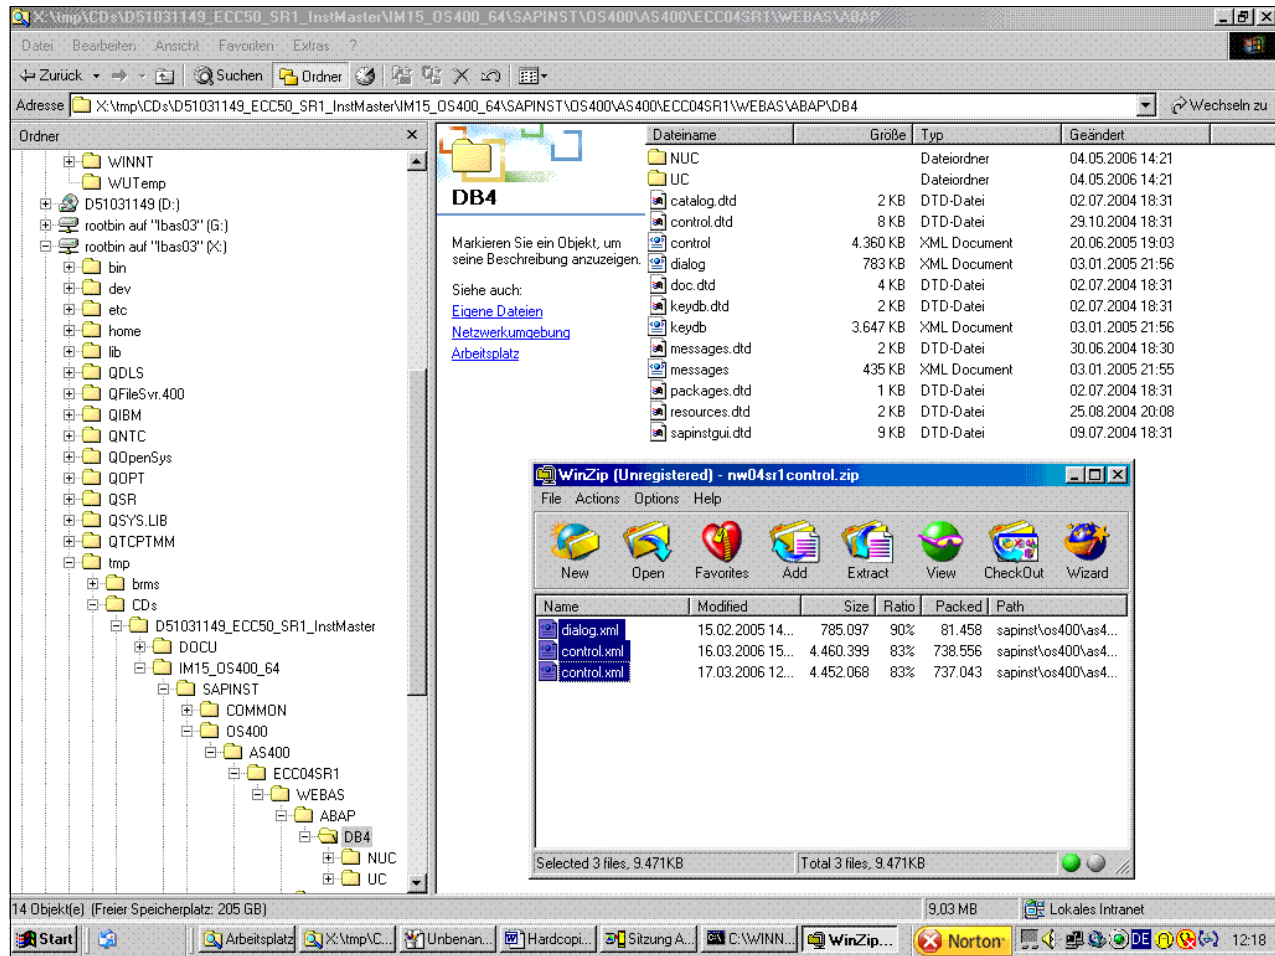 X:\tmp\CDs\D51031149_ECC50_SR1_InstMaster\IM15_OS400_64\SAPINST\OS400\AS400\ECC04SR1\WEBAS\ABAP
Datei Bearbeiten Ansicht Favoriten Extras ?
Zurück Suchen Ordner
Adresse X:\tmp\CDs\D51031149_ECC50_SR1_InstMaster\IM15_OS400_64\SAPINST\OS400\AS400\ECC04SR1\WEBAS\ABAP\DB4 Wechseln zu
Ordner
WINNT
WUTemp
D51031149 (D:)
rootbin auf "Ibas03" (G:)
rootbin auf "Ibas03" (X:)
bin
dev
etc
home
lib
QDLS
QFileSvr.400
QIBM
QNTC
QOpenSys
QOPT
QSR
QSYS.LIB
QTCPTMM
tmp
brms
CDs
D51031149_ECC50_SR1_InstMaster
DOCU
IM15_OS400_64
SAPINST
COMMON
OS400
AS400
ECC04SR1
WEBAS
ABAP
DB4
NUC
UC
DB4
Markieren Sie ein Objekt, um
seine Beschreibung anzuzeigen.
Siehe auch:
Eigene Dateien
Netzwerkumgebung
Arbeitsplatz
Dateiname Größe Typ Geändert
NUC Dateiordner 04.05.2006 14:21
UC Dateiordner 04.05.2006 14:21
catalog.dtd 2 KB DTD-Datei 02.07.2004 18:31
control.dtd 8 KB DTD-Datei 29.10.2004 18:31
control 4.360 KB XML Document 20.06.2005 19:03
dialog 783 KB XML Document 03.01.2005 21:56
doc.dtd 4 KB DTD-Datei 02.07.2004 18:31
keydb.dtd 2 KB DTD-Datei 02.07.2004 18:31
keydb 3.647 KB XML Document 03.01.2005 21:56
messages.dtd 2 KB DTD-Datei 30.06.2004 18:30
messages 435 KB XML Document 03.01.2005 21:55
packages.dtd 1 KB DTD-Datei 02.07.2004 18:31
resources.dtd 2 KB DTD-Datei 25.08.2004 20:08
sapinstgui.dtd 9 KB DTD-Datei 09.07.2004 18:31
WinZip (Unregistered) - nw04sr1control.zip
File Actions Options Help
New Open Favorites Add Extract View CheckOut Wizard
Name Modified Size Ratio Packed Path
dialog.xml 15.02.2005 14... 785.097 90% 81.458 sapinst\os400\as4...
control.xml 16.03.2006 15... 4.460.399 83% 738.556 sapinst\os400\as4...
control.xml 17.03.2006 12... 4.452.068 83% 737.043 sapinst\os400\as4...
Selected 3 files, 9.471KB Total 3 files, 9.471KB
14 Objekt(e) (Freier Speicherplatz: 205 GB) 9,03 MB Lokales Intranet
Start Arbeitsplatz X:\tmp\C... Unbenan... Hardcopi... Sitzung A... C:\WINN... WinZip... Norton DE 12:18